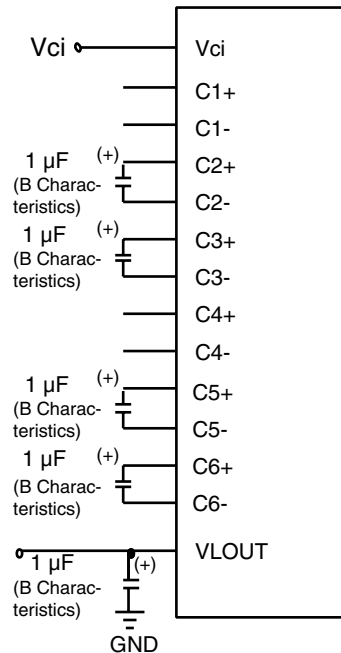 Vci Vci
C1+
C1-
1 µF (+) C2+
(B Charac-
teristics) C2-
1 µF (+) C3+
(B Charac-
teristics) C3-
C4+
C4-
1 µF (+) C5+
(B Charac-
teristics) C5-
1 µF (+) C6+
(B Charac-
teristics) C6-
VLOUT
1 µF (+)
(B Charac-
teristics)
GND